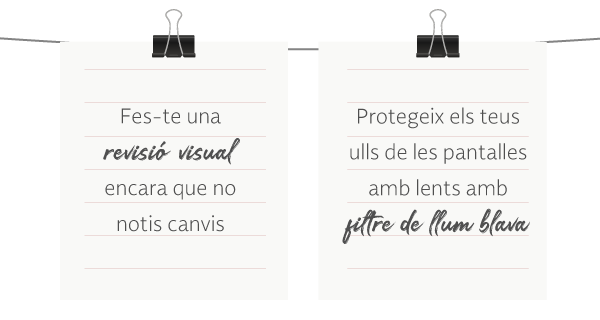 Fes-te una
revisió visual
encara que no
notis canvis
Protegeix els teus
ulls de les pantalles
amb lents amb
filtre de llum blava